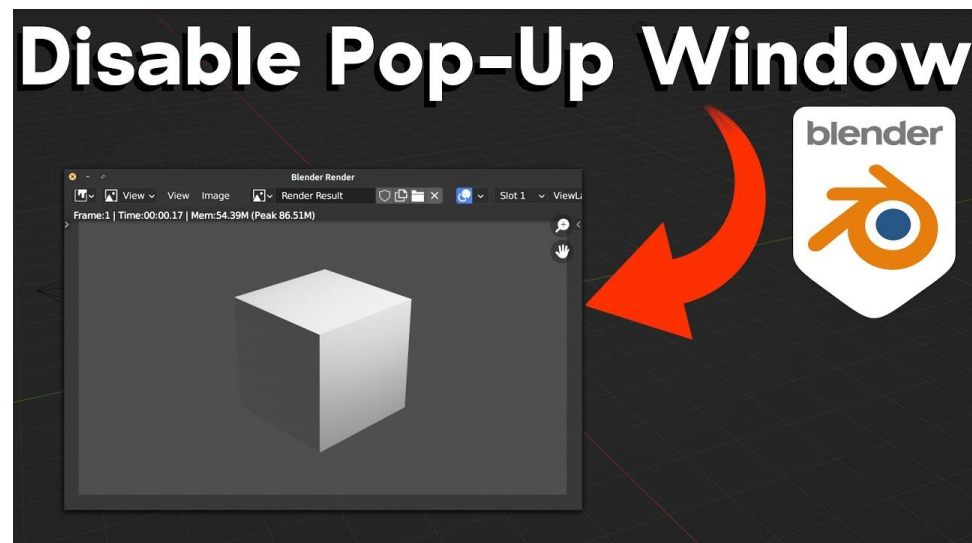 Disable Pop-Up Window
blender
Blender Render
View View Image Render Result Slot 1
Frame:1 | Time:00:00.17 | Mem:54.39M (Peak 86.51M)